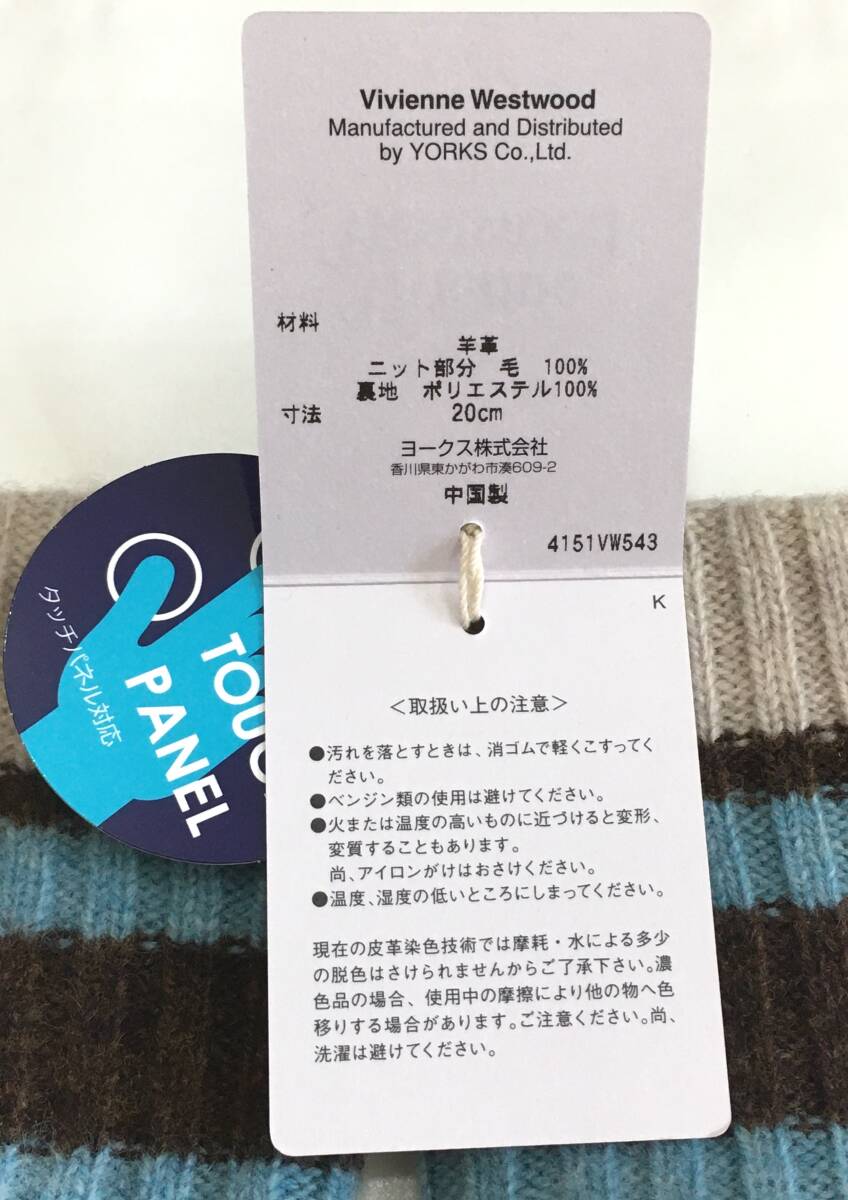 Vivienne Westwood
Manufactured and Distributed
by YORKS Co.,Ltd.
材料
羊革
ニット部分 毛 100%
裏地 ポリエステル100%
寸法 20cm
ヨークス株式会社
香川県東かがわ市湊609-2
中国製
4151VW543
K
<取扱い上の注意>
●汚れを落とすときは、消ゴムで軽くこすってく
ださい。
●ベンジン類の使用は避けてください。
●火または温度の高いものに近づけると変形、
変質することもあります。
尚、アイロンがけはおさけください。
●温度、湿度の低いところにしまってください。
現在の皮革染色技術では摩耗・水による多少
の脱色はさけられませんからご了承下さい。濃
色品の場合、使用中の摩擦により他の物へ色
移りする場合があります。ご注意ください。尚、
洗濯は避けてください。
TOUC
PANEL
タッチパネル対応